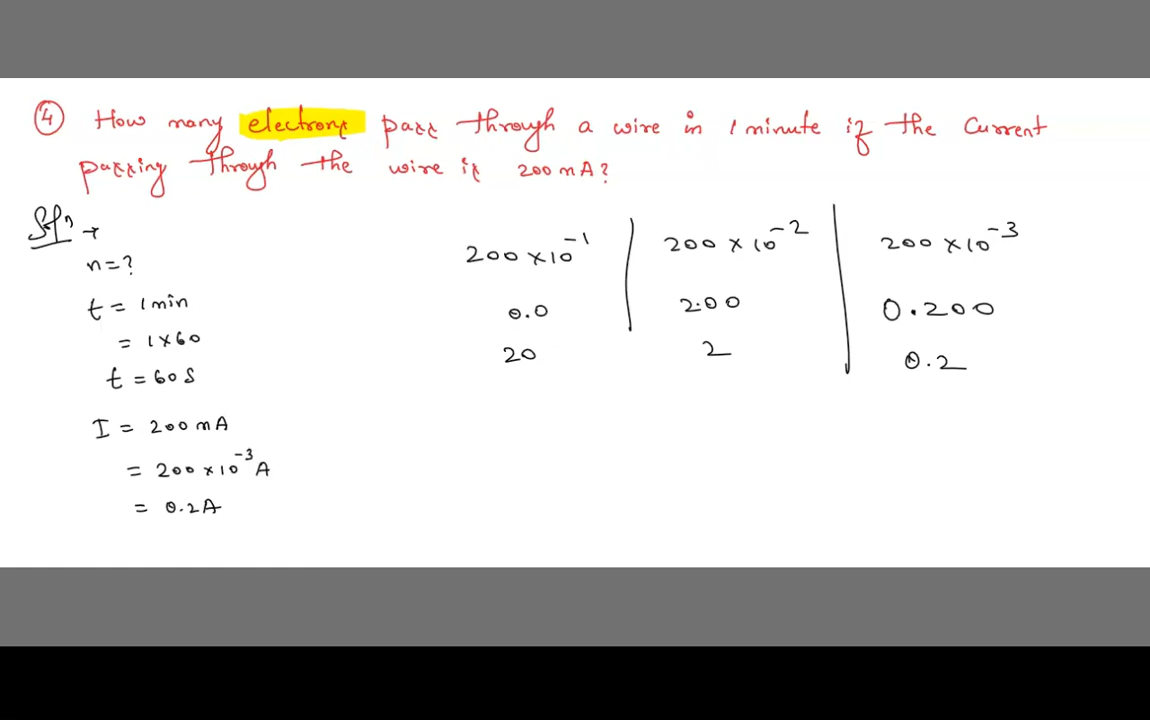 ④ How many electrons pass through a wire in 1 minute if the current
passing through the wire is 200 mA?
Solⁿ →
n = ?
t = 1 min
= 1 × 60
t = 60 S
I = 200 mA
= 200 × 10⁻³ A
= 0.2 A
200 × 10⁻¹
0.0
20
200 × 10⁻²
2.00
2
200 × 10⁻³
0.200
0.2